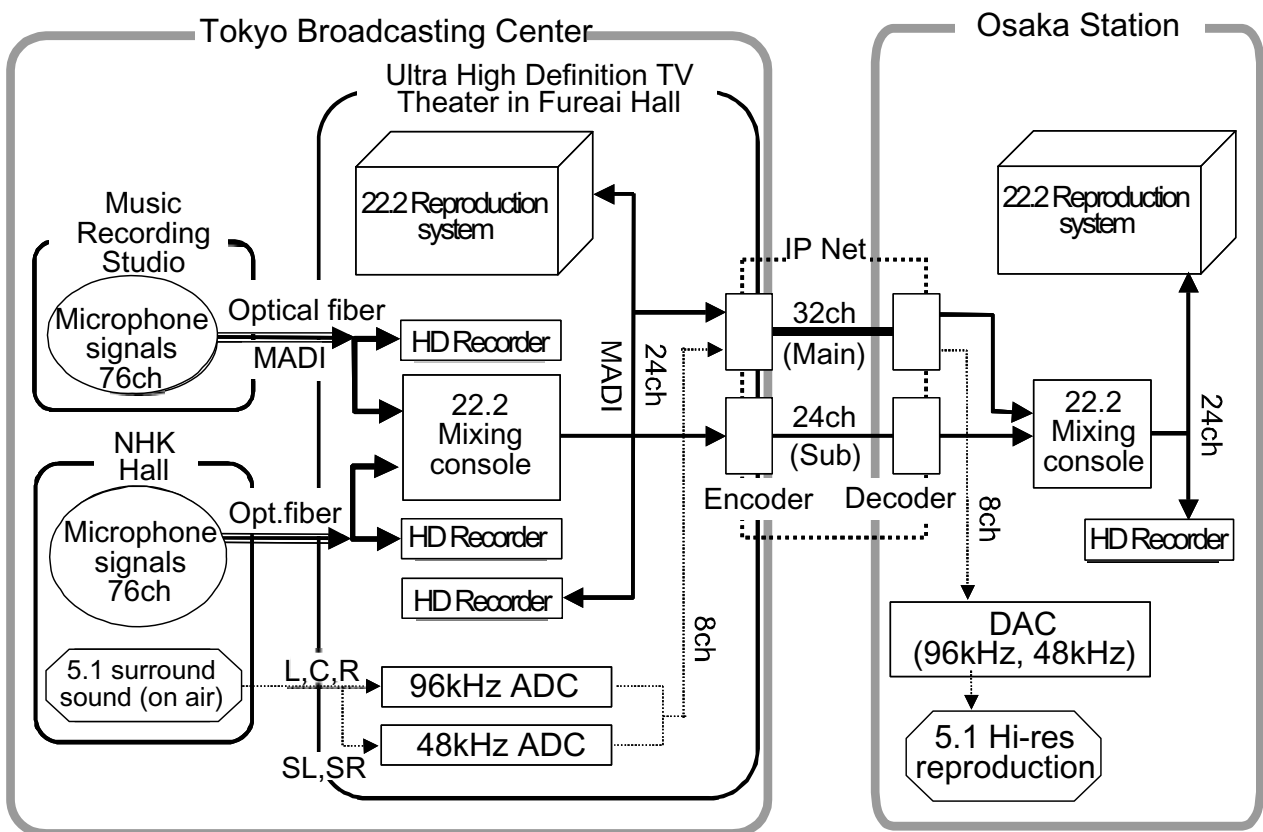 Tokyo Broadcasting Center
Osaka Station
Ultra High Definition TV
Theater in Fureai Hall
22.2 Reproduction
system
22.2 Reproduction
system
Music
Recording
Studio
Microphone
signals
76ch
Optical fiber
MADI
HD Recorder
22.2
Mixing
console
MADI
24ch
IP Net
32ch
(Main)
24ch
(Sub)
Encoder
Decoder
22.2
Mixing
console
24ch
HD Recorder
NHK
Hall
Microphone
signals
76ch
Opt.fiber
HD Recorder
HD Recorder
8ch
8ch
5.1 surround
sound (on air)
L,C,R
SL,SR
96kHz ADC
48kHz ADC
DAC
(96kHz, 48kHz)
5.1 Hi-res
reproduction